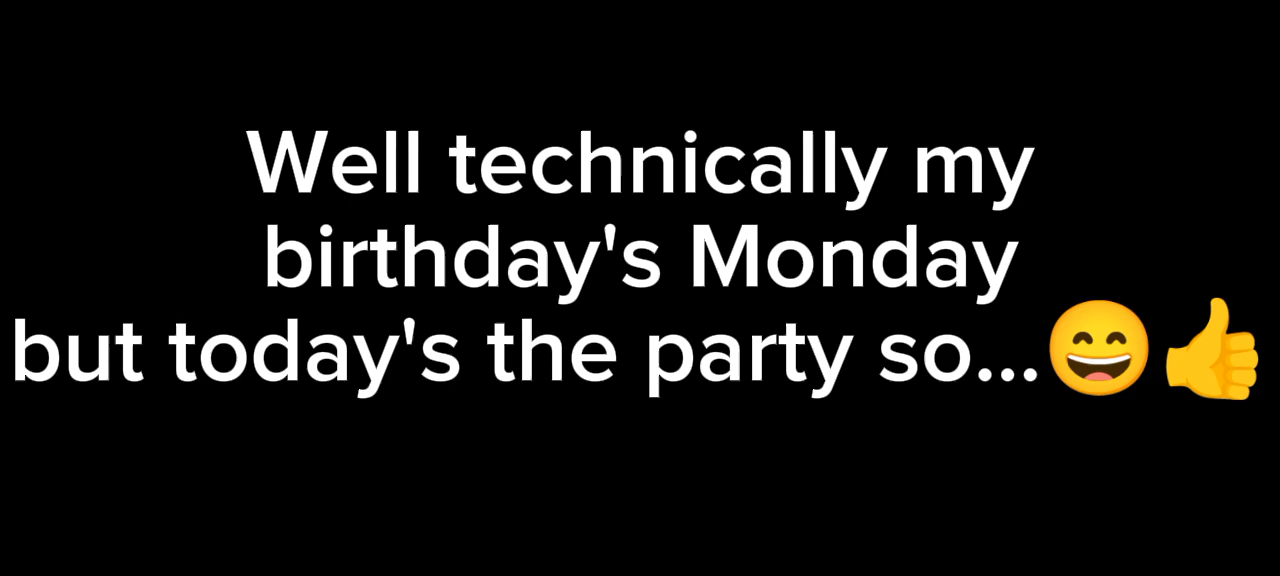 Well technically my
birthday's Monday
but today's the party so...😄👍